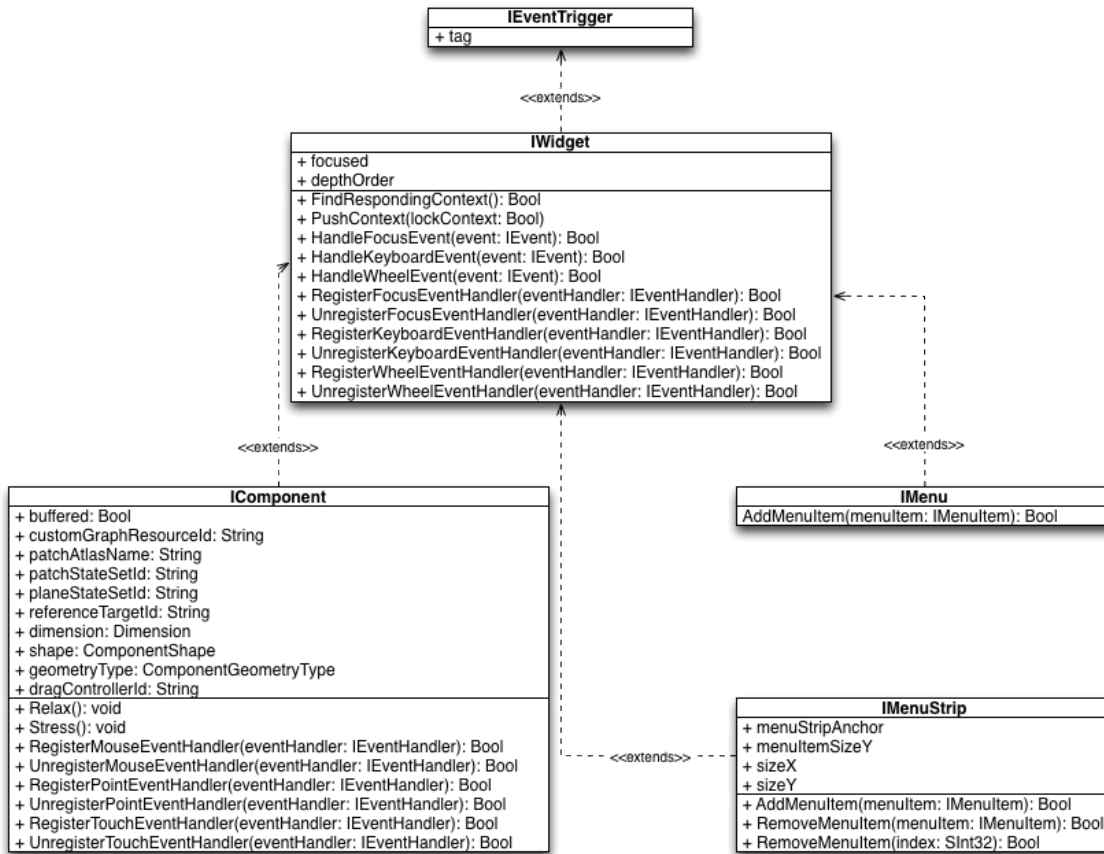 IEventTrigger
+ tag
<<extends>>
IWidget
+ focused
+ depthOrder
+ FindRespondingContext(): Bool
+ PushContext(lockContext: Bool)
+ HandleFocusEvent(event: IEvent): Bool
+ HandleKeyboardEvent(event: IEvent): Bool
+ HandleWheelEvent(event: IEvent): Bool
+ RegisterFocusEventHandler(eventHandler: IEventHandler): Bool
+ UnregisterFocusEventHandler(eventHandler: IEventHandler): Bool
+ RegisterKeyboardEventHandler(eventHandler: IEventHandler): Bool
+ UnregisterKeyboardEventHandler(eventHandler: IEventHandler): Bool
+ RegisterWheelEventHandler(eventHandler: IEventHandler): Bool
+ UnregisterWheelEventHandler(eventHandler: IEventHandler): Bool
<<extends>>
<<extends>>
IComponent
+ buffered: Bool
+ customGraphResourceId: String
+ patchAtlasName: String
+ patchStateSetId: String
+ planeStateSetId: String
+ referenceTargetId: String
+ dimension: Dimension
+ shape: ComponentShape
+ geometryType: ComponentGeometryType
+ dragControllerId: String
+ Relax(): void
+ Stress(): void
+ RegisterMouseEventHandler(eventHandler: IEventHandler): Bool
+ UnregisterMouseEventHandler(eventHandler: IEventHandler): Bool
+ RegisterPointEventHandler(eventHandler: IEventHandler): Bool
+ UnregisterPointEventHandler(eventHandler: IEventHandler): Bool
+ RegisterTouchEventHandler(eventHandler: IEventHandler): Bool
+ UnregisterTouchEventHandler(eventHandler: IEventHandler): Bool
IMenu
AddMenuItem(menuItem: IMenuItem): Bool
<<extends>>
IMenuStrip
+ menuStripAnchor
+ menuItemSizeY
+ sizeX
+ sizeY
+ AddMenuItem(menuItem: IMenuItem): Bool
+ RemoveMenuItem(menuItem: IMenuItem): Bool
+ RemoveMenuItem(index: SInt32): Bool